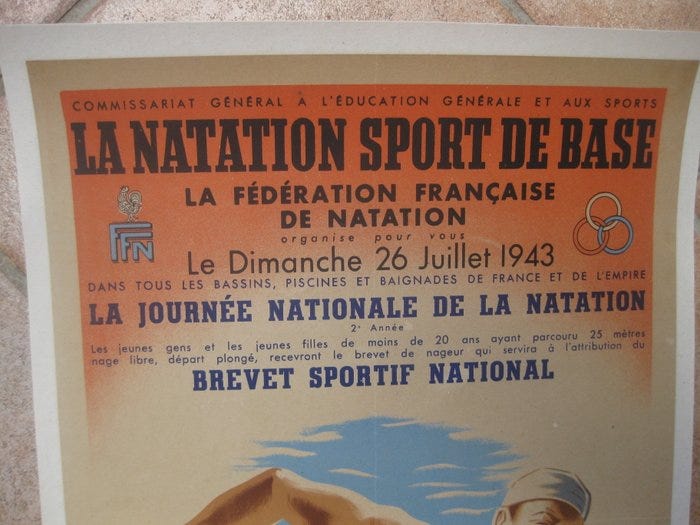 COMMISSARIAT GÉNÉRAL À L'ÉDUCATION GÉNÉRALE ET AUX SPORTS
LA NATATION SPORT DE BASE
LA FÉDÉRATION FRANÇAISE
DE NATATION
FFN
organise pour vous
Le Dimanche 26 Juillet 1943
DANS TOUS LES BASSINS, PISCINES ET BAIGNADES DE FRANCE ET DE L'EMPIRE
LA JOURNÉE NATIONALE DE LA NATATION
2e Année
Les jeunes gens et les jeunes filles de moins de 20 ans ayant parcouru 25 mètres
nage libre, départ plongé, recevront le brevet de nageur qui servira à l'attribution du
BREVET SPORTIF NATIONAL